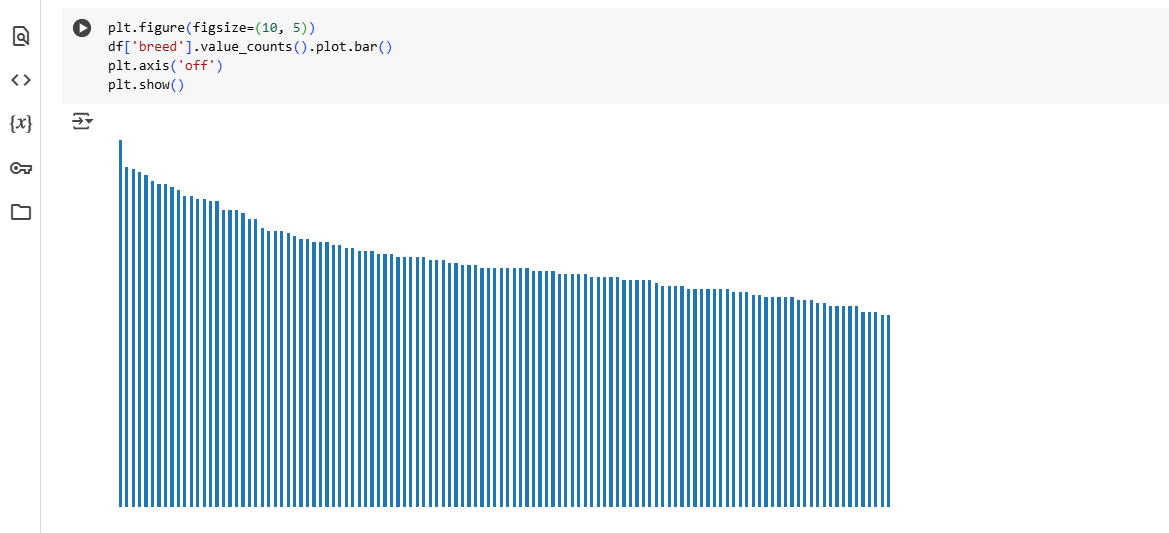 plt.figure(figsize=(10, 5))
df['breed'].value_counts().plot.bar()
plt.axis('off')
plt.show()
{x}